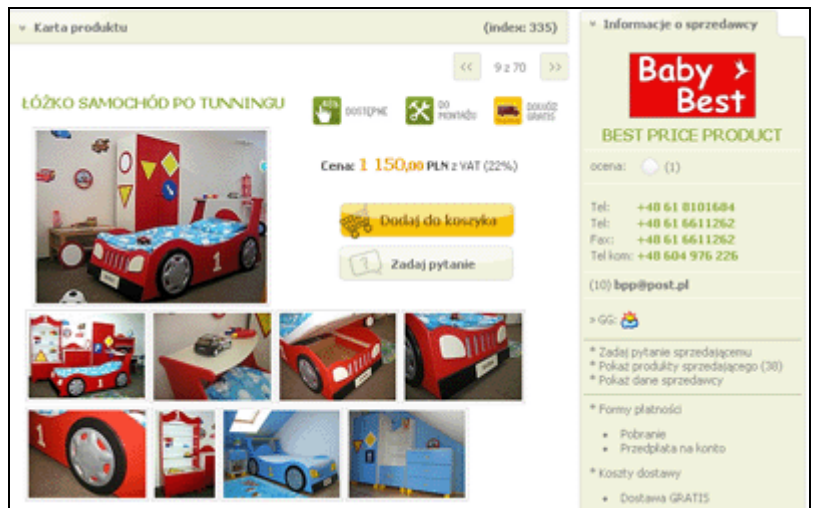 Karta produktu
(index: 335)
<< 9 z 70 >>
ŁÓŻKO SAMOCHÓD PO TUNNINGU
DOSTĘPNE
DO MONTAŻU
DOWÓZ GRATIS
Cena: 1 150,00 PLN z VAT (22%)
Dodaj do koszyka
Zadaj pytanie
1
1
Informacje o sprzedawcy
Baby
Best
BEST PRICE PRODUCT
ocena: (1)
Tel: +48 61 8101684
Tel: +48 61 6611262
Fax: +48 61 6611262
Tel kom: +48 604 976 226
(10) bpp@post.pl
» GG:
* Zadaj pytanie sprzedającemu
* Pokaż produkty sprzedającego (38)
* Pokaż dane sprzedawcy
* Formy płatności
• Pobranie
• Przedpłata na konto
* Koszty dostawy
• Dostawa GRATIS